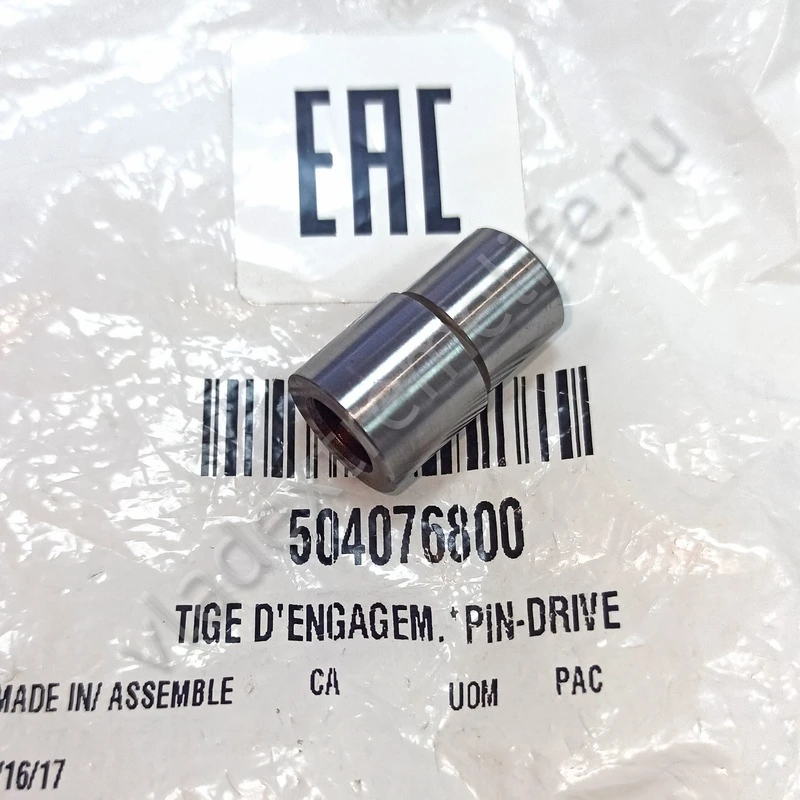 EAC
504076800
TIGE D'ENGAGEM.*PIN-DRIVE
MADE IN/ ASSEMBLE CA UOM PAC
/16/17